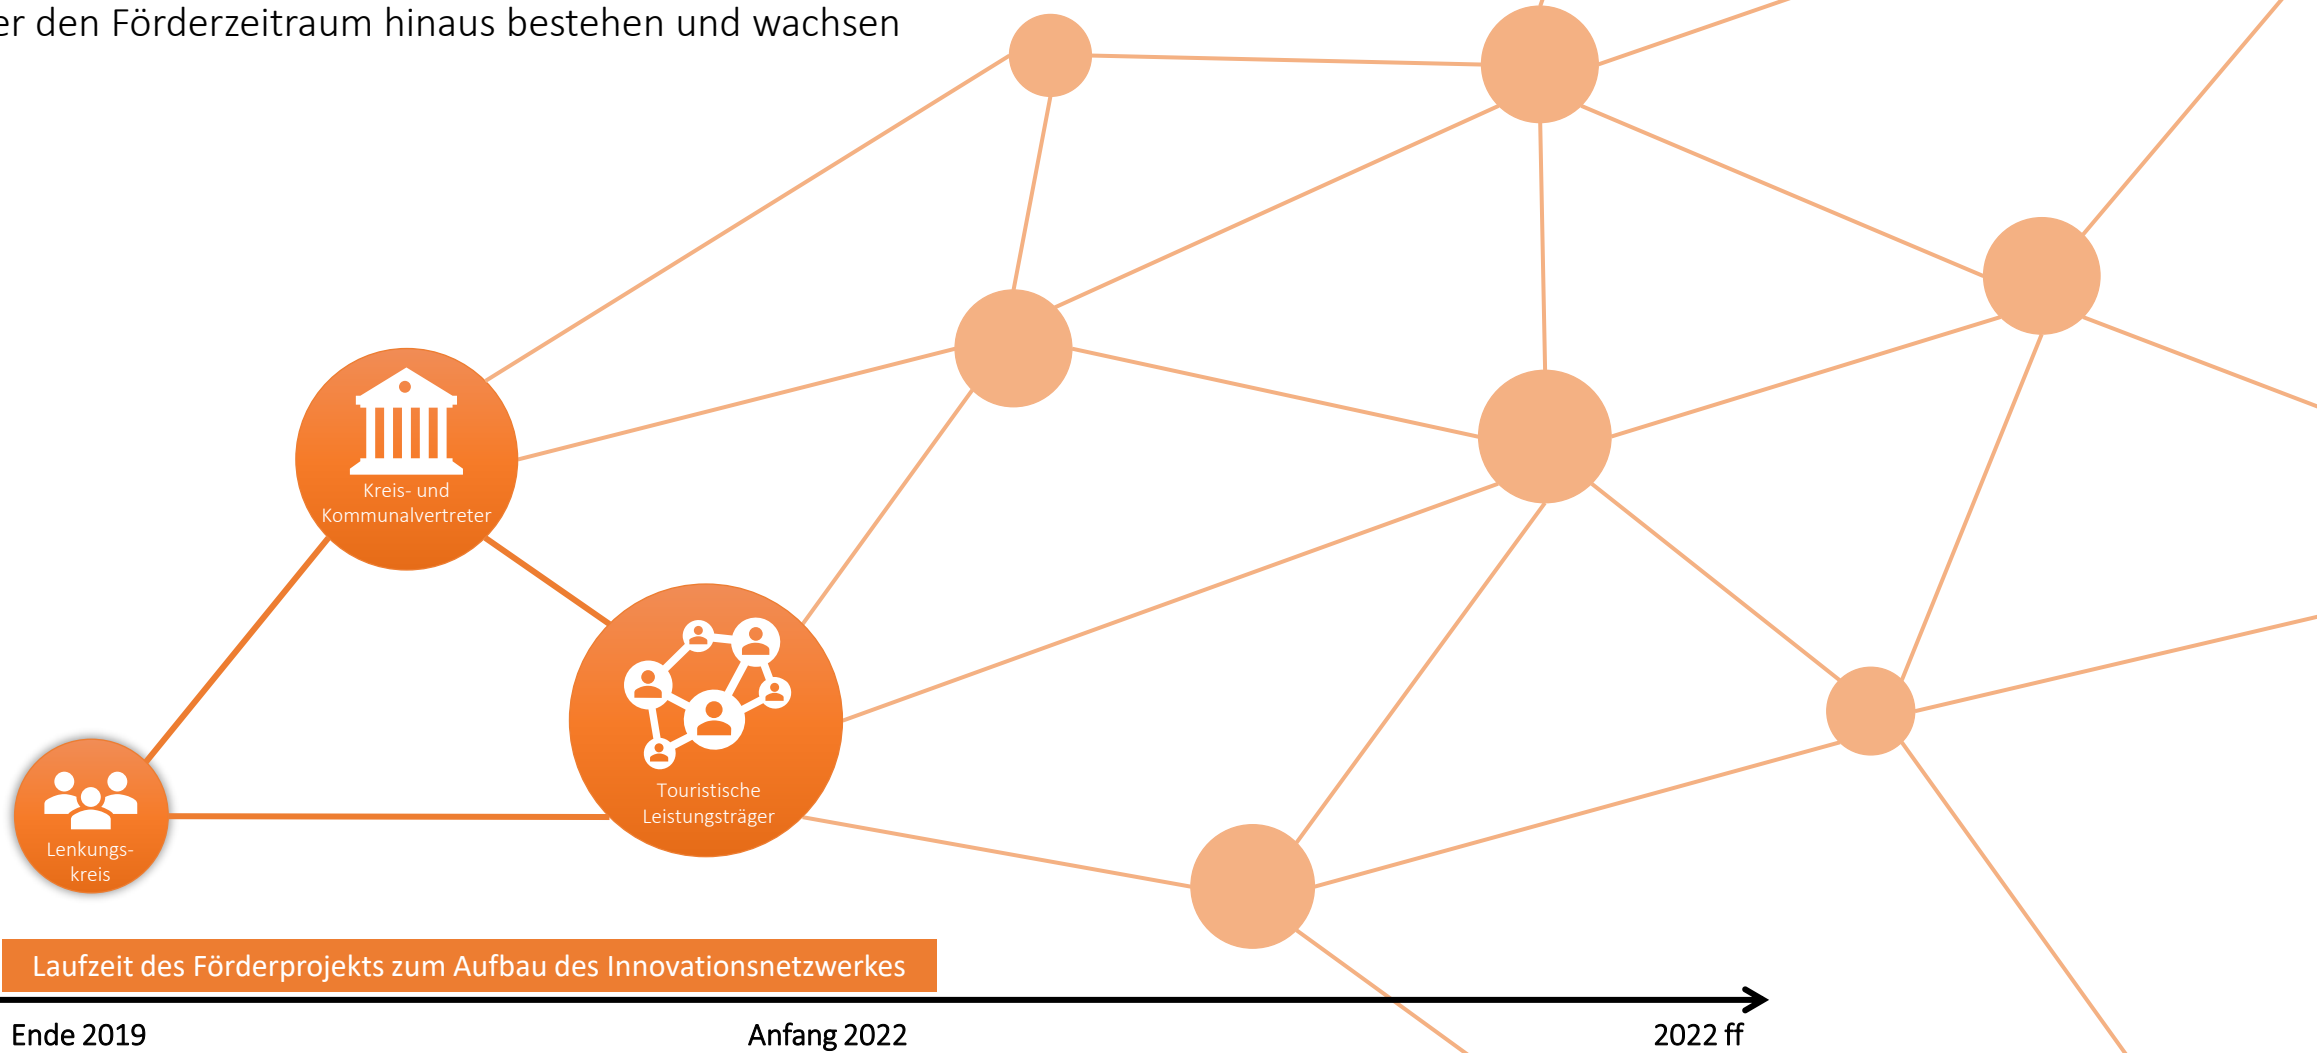 er den Förderzeitraum hinaus bestehen und wachsen
Kreis- und
Kommunalvertreter
Touristische
Leistungsträger
Lenkungs-
kreis
Laufzeit des Förderprojekts zum Aufbau des Innovationsnetzwerkes
Ende 2019
Anfang 2022
2022 ff